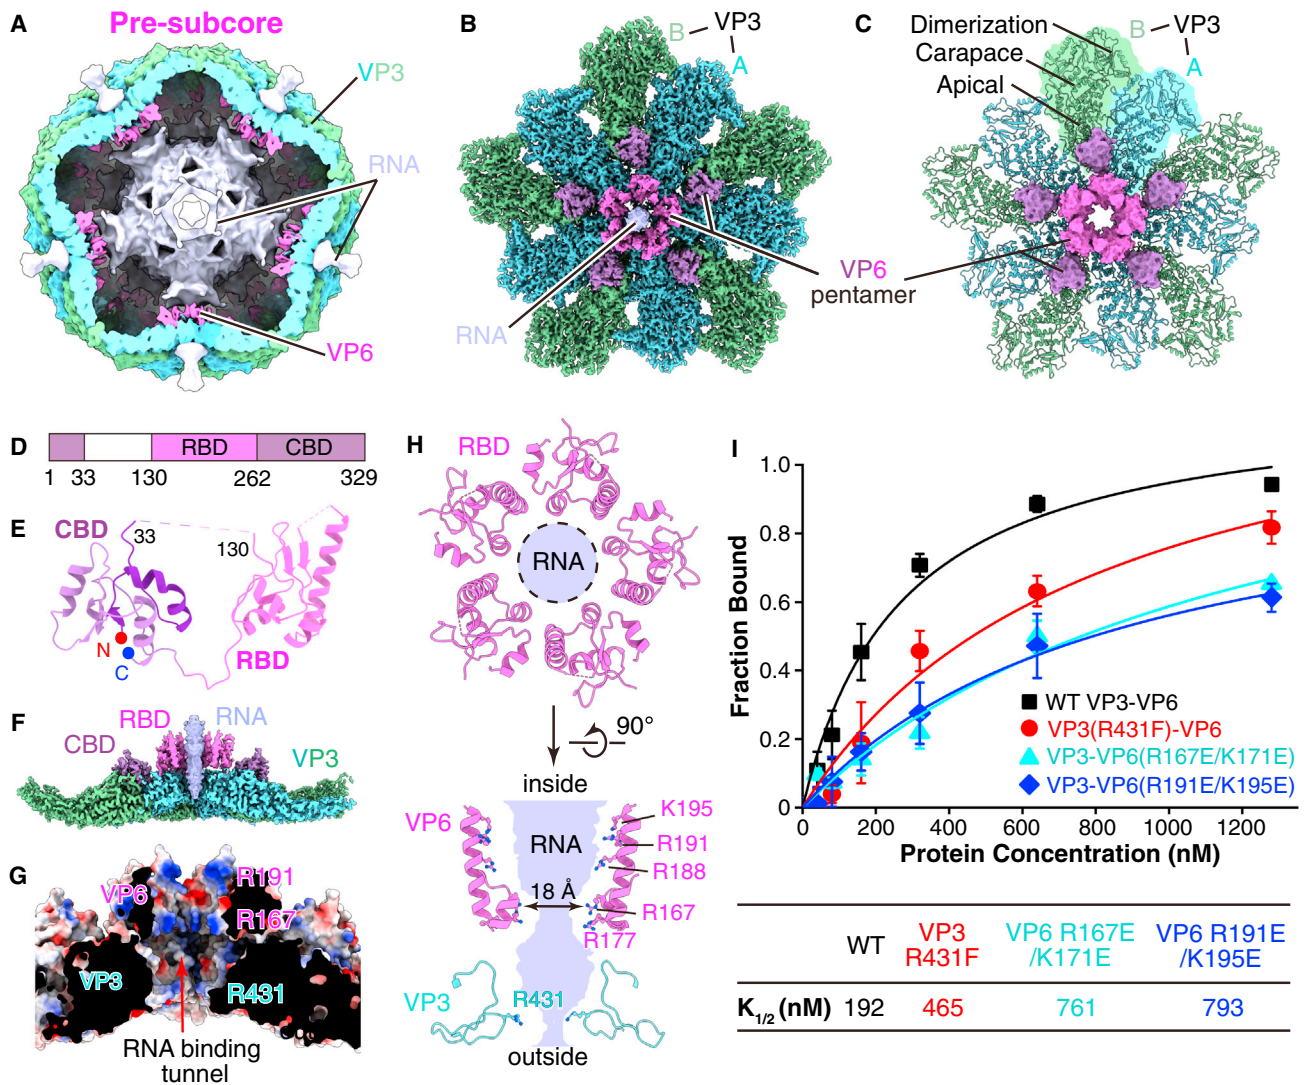 A
Pre-subcore
VP3
RNA
VP6
B
B
VP3
A
RNA
VP6
pentamer
C
Dimerization
Carapace
Apical
B
VP3
A
D
RBD
CBD
1 33 130 262 329
E
CBD
33
130
N
C
RBD
F
RBD
RNA
CBD
VP3
G
VP6
R191
R167
VP3
R431
RNA binding
tunnel
H
RBD
RNA
90°
inside
VP6
RNA
K195
R191
R188
18 Å
R167
R177
VP3
R431
outside
I
1.0
0.8
0.6
0.4
0.2
0
Fraction Bound
WT VP3-VP6
VP3(R431F)-VP6
VP3-VP6(R167E/K171E)
VP3-VP6(R191E/K195E)
0 200 400 600 800 1000 1200
Protein Concentration (nM)
WT
VP3
R431F
VP6 R167E
/K171E
VP6 R191E
/K195E
K1/2 (nM) 192 465 761 793